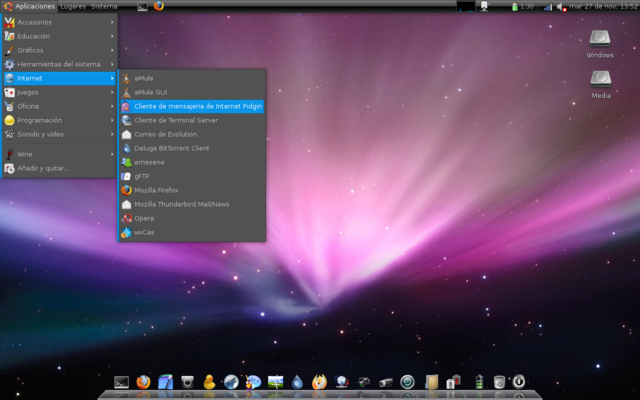 Aplicaciones Lugares Sistema 1:30 mar 27 de nov, 13:52
Accesorios
Educación
Gráficos
Herramientas del sistema
Internet
Juegos
Oficina
Programación
Sonido y vídeo
Wine
Añadir y quitar...
aMule
aMule GUI
Cliente de mensajería de Internet Pidgin
Cliente de Terminal Server
Correo de Evolution
Deluge BitTorrent Client
emesene
gFTP
Mozilla Firefox
Mozilla Thunderbird Mail/News
Opera
wxCas
Windows
Media